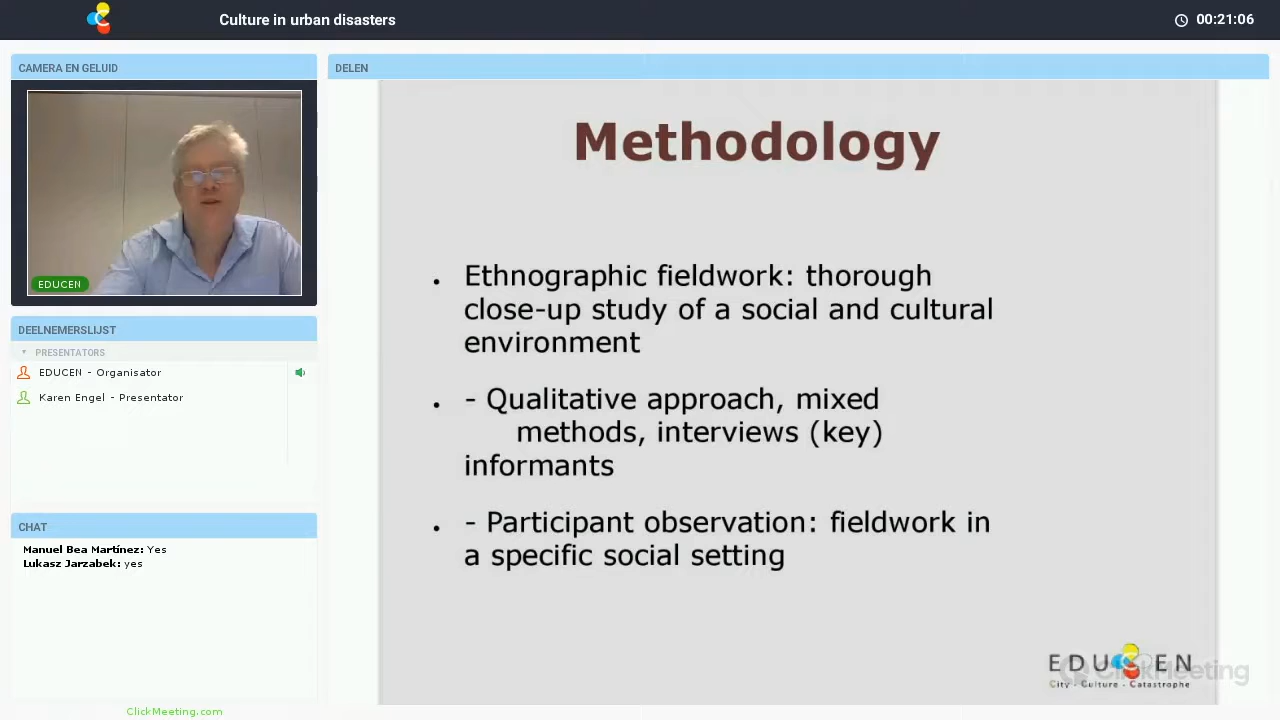 Culture in urban disasters
00:21:06
CAMERA EN GELUID
EDUCEN
DEELNEMERSLIJST
PRESENTATORS
EDUCEN - Organisator
Karen Engel - Presentator
CHAT
Manuel Bea Martínez: Yes
Lukasz Jarzabek: yes
ClickMeeting.com
DELEN
Methodology
Ethnographic fieldwork: thorough
close-up study of a social and cultural
environment
- Qualitative approach, mixed
methods, interviews (key)
informants
- Participant observation: fieldwork in
a specific social setting
EDUCEN
City - Culture - Catastrophe
ClickMeeting